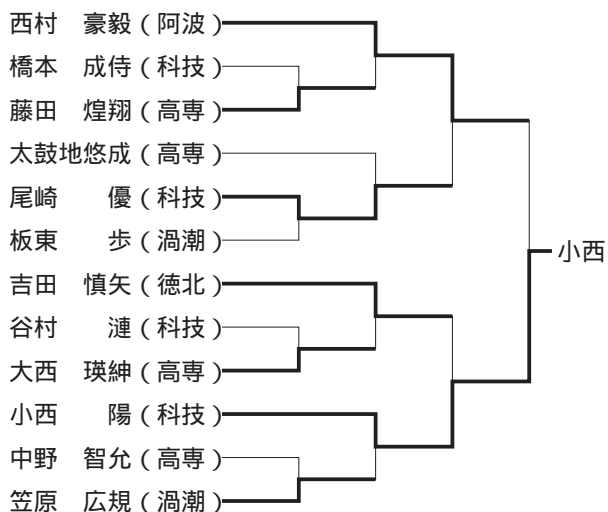 西村　豪毅(阿波)
橋本　成侍(科技)
藤田　煌翔(高専)
太鼓地悠成(高専)
尾崎　　優(科技)
板東　　歩(渦潮)
吉田　慎矢(徳北)
谷村　　漣(科技)
大西　瑛紳(高専)
小西　　陽(科技)
中野　智允(高専)
笠原　広規(渦潮)
小西